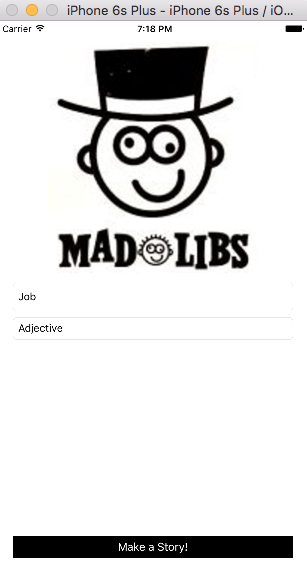 iPhone 6s Plus - iPhone 6s Plus / iO...
Carrier 7:18 PM
MAD LIBS
Job
Adjective
Make a Story!